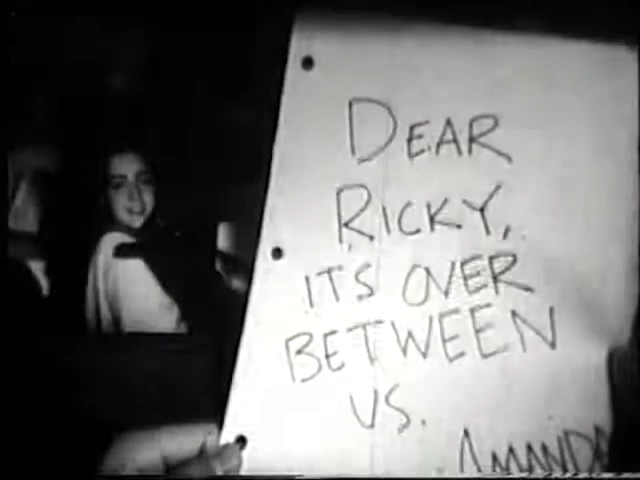 DEAR
RICKY,
ITS OVER
BETWEEN
US.
AMANDA